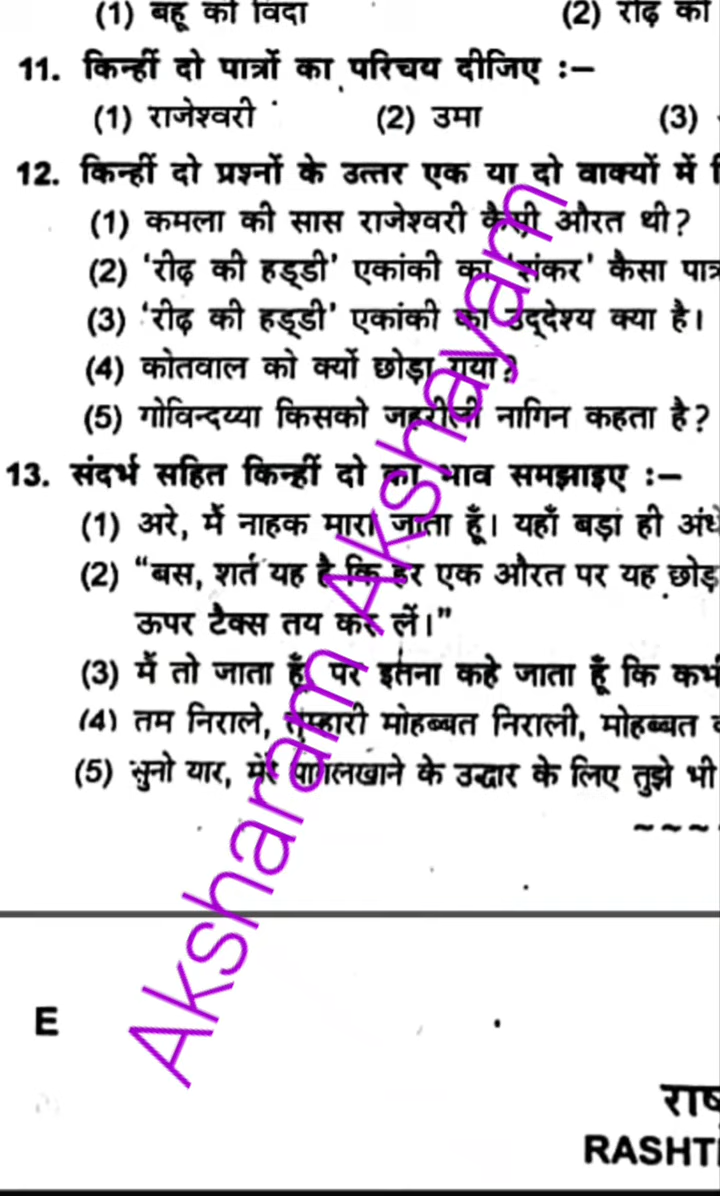 (1) बहू की विदा (2) रीढ़ की
11. किन्हीं दो पात्रों का परिचय दीजिए :–
(1) राजेश्वरी (2) उमा (3)
12. किन्हीं दो प्रश्नों के उत्तर एक या दो वाक्यों में
(1) कमला की सास राजेश्वरी कैसी औरत थी?
(2) 'रीढ़ की हड्डी' एकांकी का 'शंकर' कैसा पात्र
(3) 'रीढ़ की हड्डी' एकांकी का उद्देश्य क्या है।
(4) कोतवाल को क्यों छोड़ा गया?
(5) गोविन्दय्या किसको जहरीली नागिन कहता है?
13. संदर्भ सहित किन्हीं दो का भाव समझाइए :–
(1) अरे, मैं नाहक मारा जाता हूँ। यहाँ बड़ा ही
(2) "बस, शर्त यह है कि हर एक औरत पर यह छोड़
ऊपर टैक्स तय कर लें।"
(3) मैं तो जाता हूँ पर इतना कहे जाता हूँ कि कभी
(4) तम निराले, तुम्हारी मोहब्बत निराली, मोहब्बत
(5) सुनो यार, मेरे पागलखाने के उद्धार के लिए तुझे भी
~~~~
Aksharam Akshayam
E
RASHT